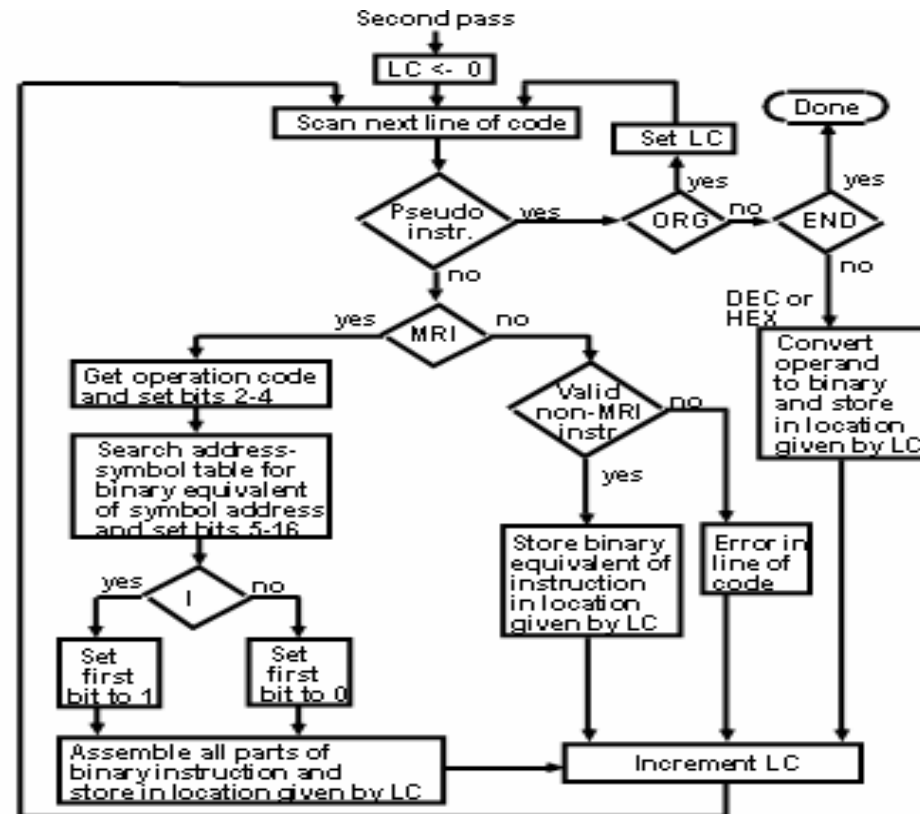 Second pass
LC <- 0
Scan next line of code
Done
Set LC
yes
yes
Pseudo
instr.
yes
ORG
no
END
no
no
DEC or
HEX
yes
MRI
no
Convert
operand
to binary
and store
in location
given by LC
Get operation code
and set bits 2-4
Valid
non-MRI
instr
no
Search address-
symbol table for
binary equivalent
of symbol address
and set bits 5-16
yes
Store binary
equivalent of
instruction
in location
given by LC
Error in
line of
code
yes
I
no
Set
first
bit to 1
Set
first
bit to 0
Assemble all parts of
binary instruction and
store in location given by LC
Increment LC